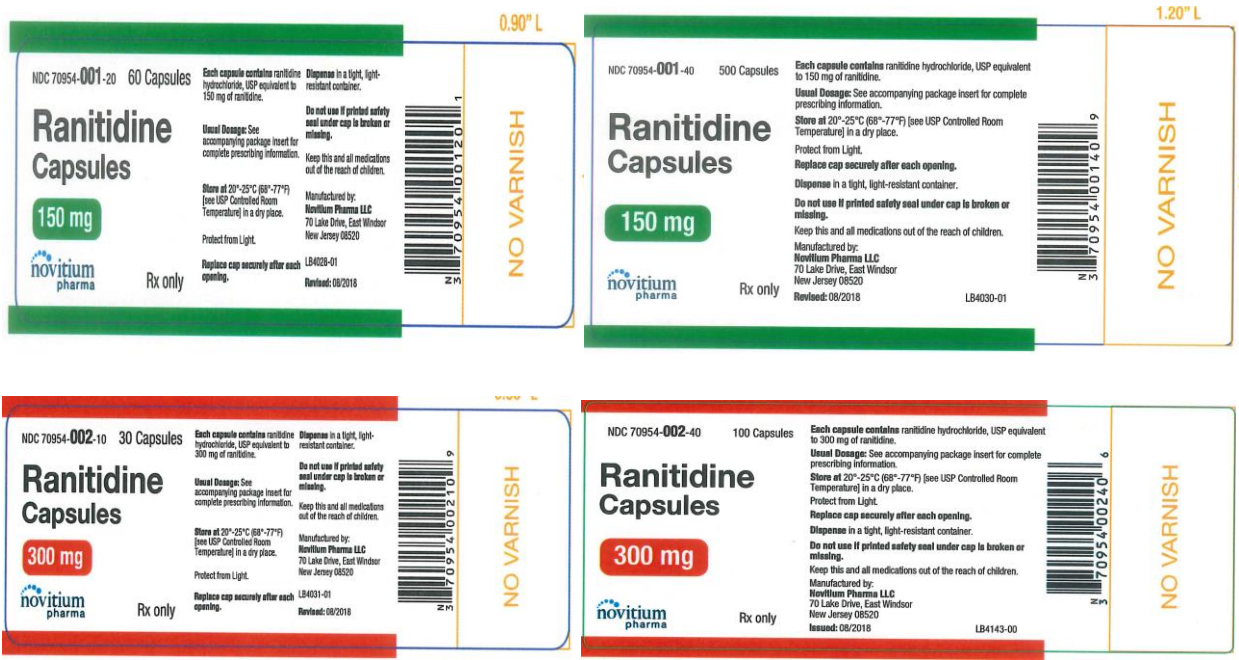 0.90" L
NDC 70954-001-20 60 Capsules
Ranitidine
Capsules
150 mg
novitium
pharma
Rx only
Each capsule contains ranitidine
hydrochloride, USP equivalent to
150 mg of ranitidine.
Usual Dosage: See
accompanying package insert for
complete prescribing information.
Store at 20°-25°C (68°-77°F)
[see USP Controlled Room
Temperature] in a dry place.
Protect from Light.
Replace cap securely after each
opening.
Dispense in a tight, light-
resistant container.
Do not use if printed safety
seal under cap is broken or
missing.
Keep this and all medications
out of the reach of children.
Manufactured by:
Novitium Pharma LLC
70 Lake Drive, East Windsor
New Jersey 08520
LB4028-01
Revised: 08/2018
N 3 70954 00120 1
NO VARNISH
1.20" L
NDC 70954-001-40 500 Capsules
Ranitidine
Capsules
150 mg
novitium
pharma
Rx only
Each capsule contains ranitidine hydrochloride, USP equivalent
to 150 mg of ranitidine.
Usual Dosage: See accompanying package insert for complete
prescribing information.
Store at 20°-25°C (68°-77°F) [see USP Controlled Room
Temperature] in a dry place.
Protect from Light.
Replace cap securely after each opening.
Dispense in a tight, light-resistant container.
Do not use if printed safety seal under cap is broken or
missing.
Keep this and all medications out of the reach of children.
Manufactured by:
Novitium Pharma LLC
70 Lake Drive, East Windsor
New Jersey 08520
Revised: 08/2018 LB4030-01
N 3 70954 00140 9
NO VARNISH
NDC 70954-002-10 30 Capsules
Ranitidine
Capsules
300 mg
novitium
pharma
Rx only
Each capsule contains ranitidine
hydrochloride, USP equivalent to
300 mg of ranitidine.
Usual Dosage: See
accompanying package insert for
complete prescribing information.
Store at 20°-25°C (68°-77°F)
[see USP Controlled Room
Temperature] in a dry place.
Protect from Light.
Replace cap securely after each
opening.
Dispense in a tight, light-
resistant container.
Do not use if printed safety
seal under cap is broken or
missing.
Keep this and all medications
out of the reach of children.
Manufactured by:
Novitium Pharma LLC
70 Lake Drive, East Windsor
New Jersey 08520
LB4031-01
Revised: 08/2018
N 3 70954 00210 9
NO VARNISH
NDC 70954-002-40 100 Capsules
Ranitidine
Capsules
300 mg
novitium
pharma
Rx only
Each capsule contains ranitidine hydrochloride, USP equivalent
to 300 mg of ranitidine.
Usual Dosage: See accompanying package insert for complete
prescribing information.
Store at 20°-25°C (68°-77°F) [see USP Controlled Room
Temperature] in a dry place.
Protect from Light.
Replace cap securely after each opening.
Dispense in a tight, light-resistant container.
Do not use if printed safety seal under cap is broken or
missing.
Keep this and all medications out of the reach of children.
Manufactured by:
Novitium Pharma LLC
70 Lake Drive, East Windsor
New Jersey 08520
Issued: 08/2018 LB4143-00
N 3 70954 00240 6
NO VARNISH